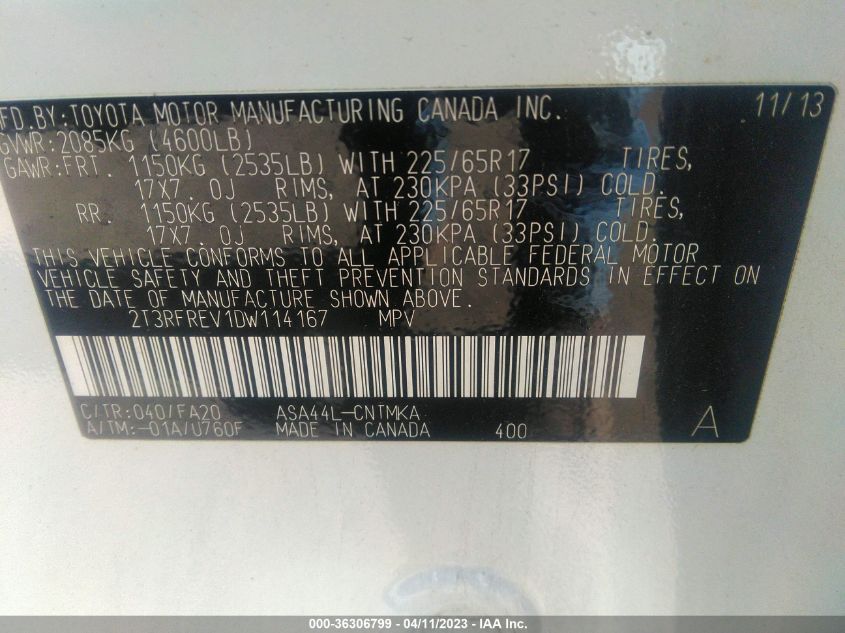 MFD.BY:TOYOTA MOTOR MANUFACTURING CANADA INC. 11/13
GVWR:2085KG (4600LB)
GAWR:FRT. 1150KG (2535LB) WITH 225/65R17 TIRES,
17X7.0J RIMS, AT 230KPA (33PSI) COLD.
RR. 1150KG (2535LB) WITH 225/65R17 TIRES,
17X7.0J RIMS, AT 230KPA (33PSI) COLD.
THIS VEHICLE CONFORMS TO ALL APPLICABLE FEDERAL MOTOR
VEHICLE SAFETY AND THEFT PREVENTION STANDARDS IN EFFECT ON
THE DATE OF MANUFACTURE SHOWN ABOVE.
2T3RFREV1DW114167 MPV
C/TR:040/FA20 ASA44L-CNTMKA
A/TM:-01A/U760F MADE IN CANADA 400 A
000-36306799 - 04/11/2023 - IAA Inc.